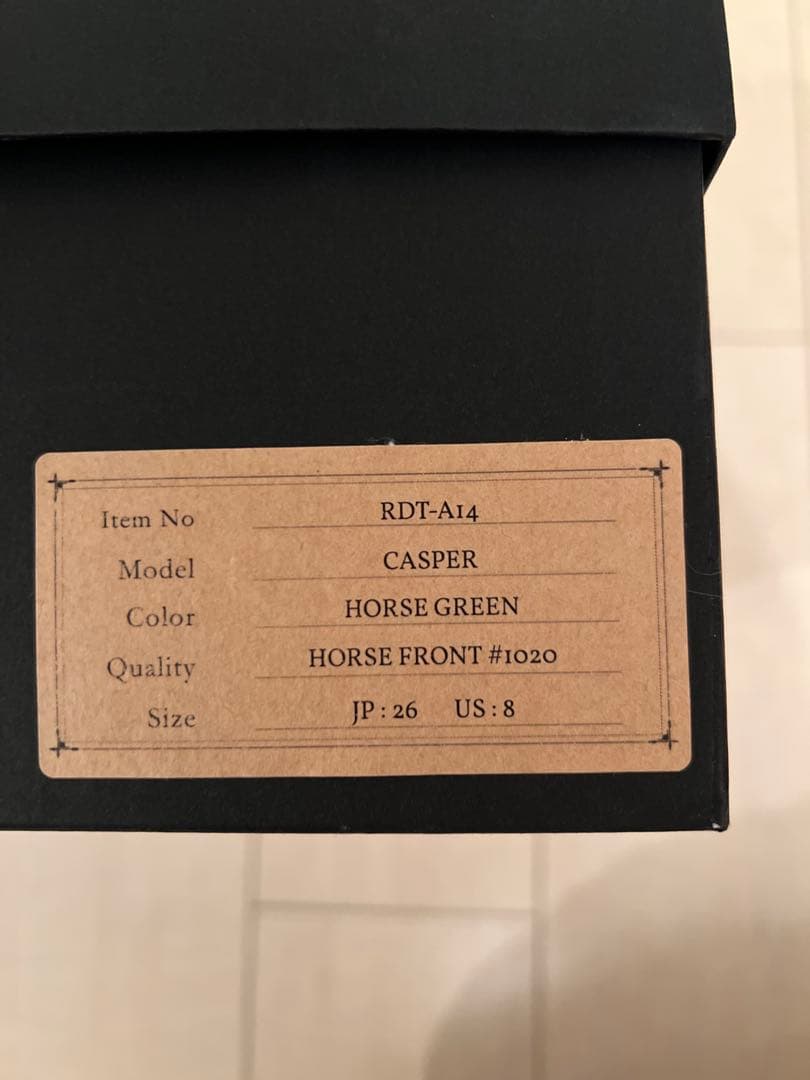 Item No RDT-A14
Model CASPER
Color HORSE GREEN
Quality HORSE FRONT #1020
Size JP : 26 US : 8